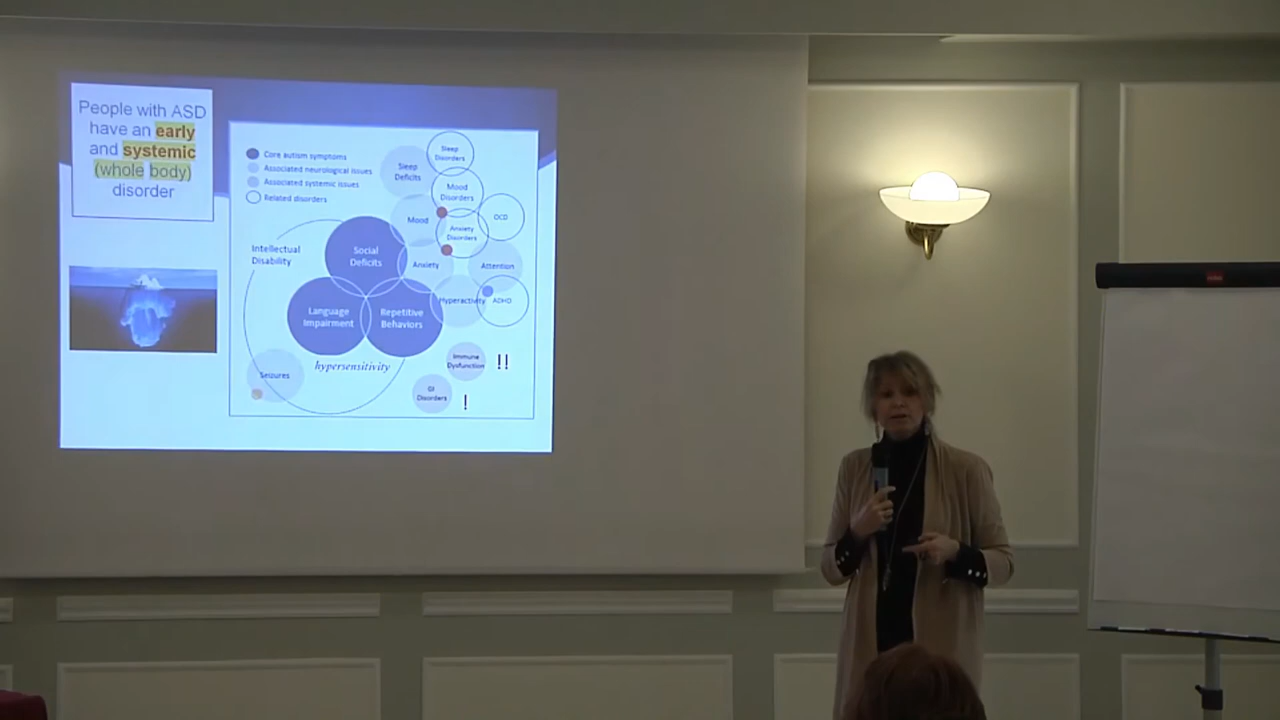 People with ASD
have an early
and systemic
(whole body)
disorder
Core autism symptoms
Associated neurological issues
Associated systemic issues
Related disorders
Sleep
Disorders
Sleep
Deficits
Mood
Disorders
OCD
Mood
Anxiety
Disorders
Intellectual
Disability
Social
Deficits
Anxiety
Attention
Hyperactivity
ADHD
Language
Impairment
Repetitive
Behaviors
hypersensitivity
Immune
Dysfunction
!!
Seizures
GI
Disorders
!